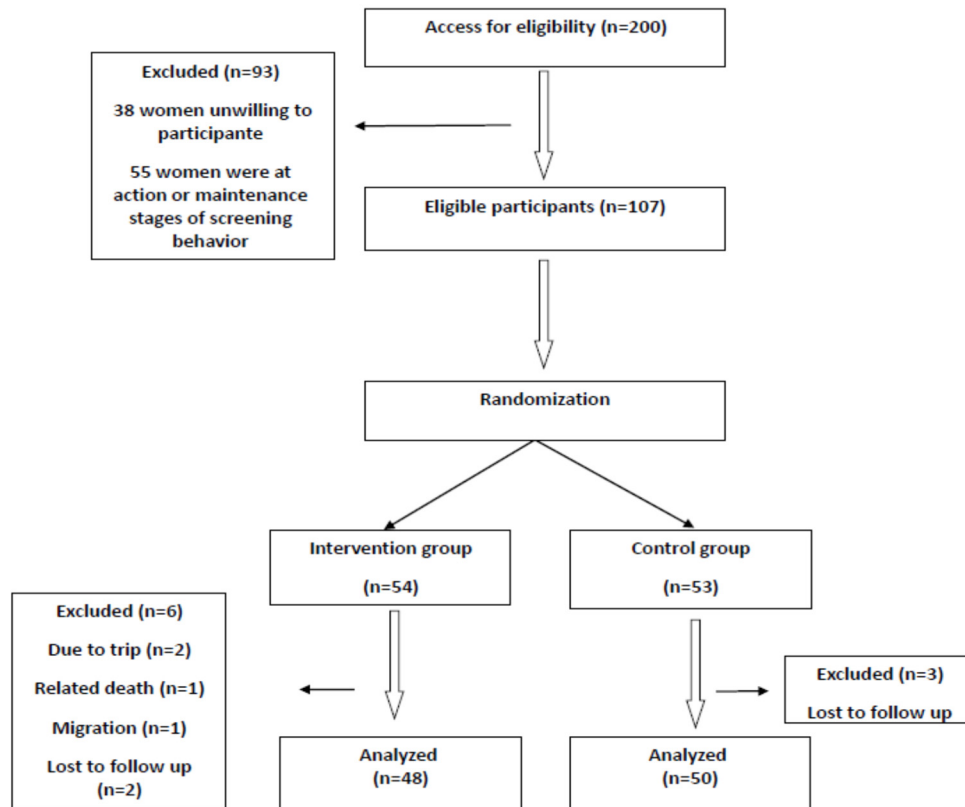 Access for eligibility (n=200)
Excluded (n=93)
38 women unwilling to
participante
55 women were at
action or maintenance
stages of screening
behavior
Eligible participants (n=107)
Randomization
Intervention group
(n=54)
Control group
(n=53)
Excluded (n=6)
Due to trip (n=2)
Related death (n=1)
Migration (n=1)
Lost to follow up
(n=2)
Excluded (n=3)
Lost to follow up
Analyzed
(n=48)
Analyzed
(n=50)